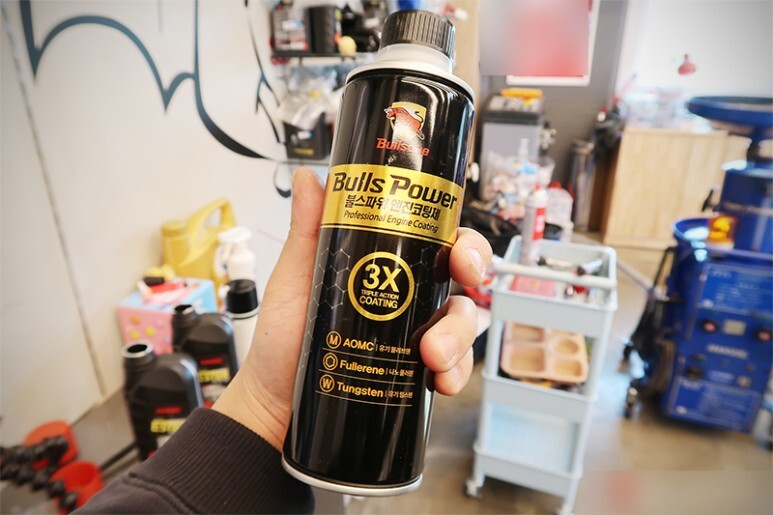 Bullsone
Bulls Power
불스파워 엔진코팅제
Professional Engine Coating
3X
TRIPLE ACTION
COATING
M AOMC | 유기몰리브덴
Fullerene | 나노풀러렌
W Tungsten | 유기텅스텐